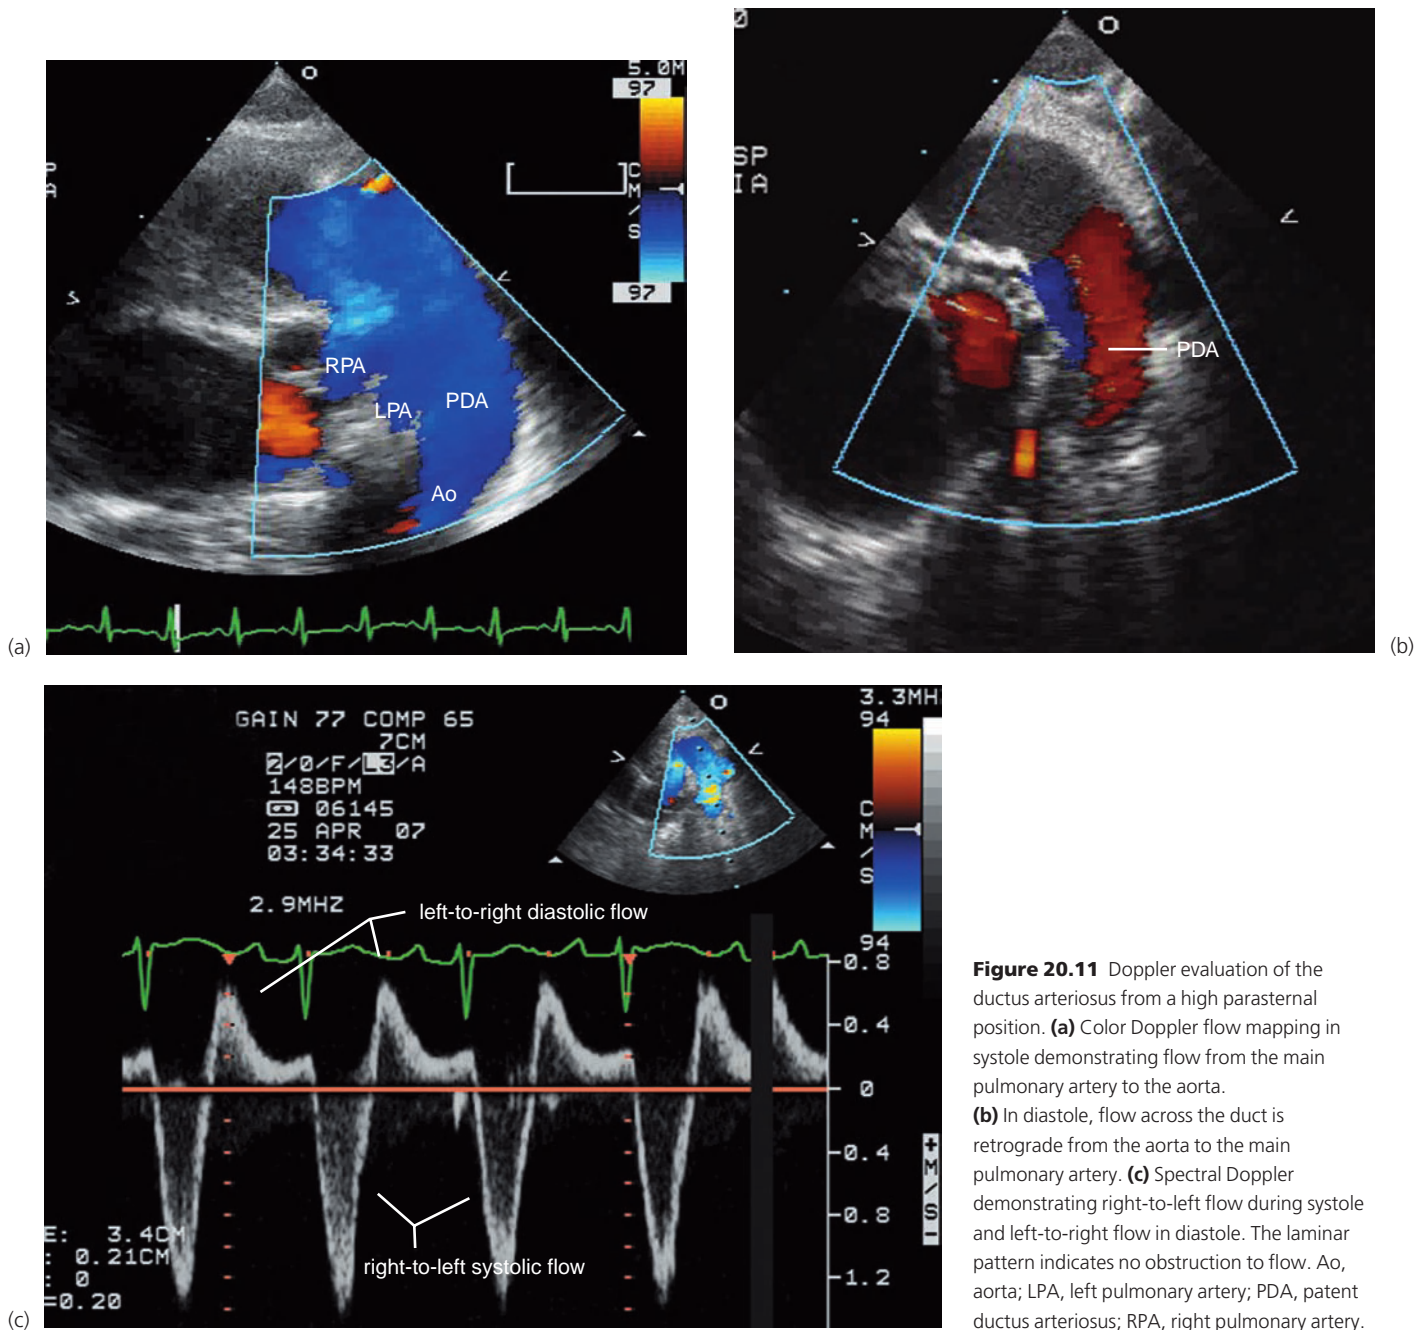 5.0M
97
C
M
/
S
97
P
A
RPA
LPA
PDA
Ao
(a)
0
SP
IA
PDA
(b)
GAIN 77 COMP 65
7CM
2/0/F/L3/A
148BPM
06145
25 APR 07
03:34:33
2.9MHZ
3.3MH
94
C
M
/
S
94
left-to-right diastolic flow
0.8
0.4
0
-0.4
-0.8
-1.2
+
M
/
S
-
right-to-left systolic flow
E: 3.4CM
: 0.21CM
: 0
=0.20
(c)
Figure 20.11 Doppler evaluation of the
ductus arteriosus from a high parasternal
position. (a) Color Doppler flow mapping in
systole demonstrating flow from the main
pulmonary artery to the aorta.
(b) In diastole, flow across the duct is
retrograde from the aorta to the main
pulmonary artery. (c) Spectral Doppler
demonstrating right-to-left flow during systole
and left-to-right flow in diastole. The laminar
pattern indicates no obstruction to flow. Ao,
aorta; LPA, left pulmonary artery; PDA, patent
ductus arteriosus; RPA, right pulmonary artery.